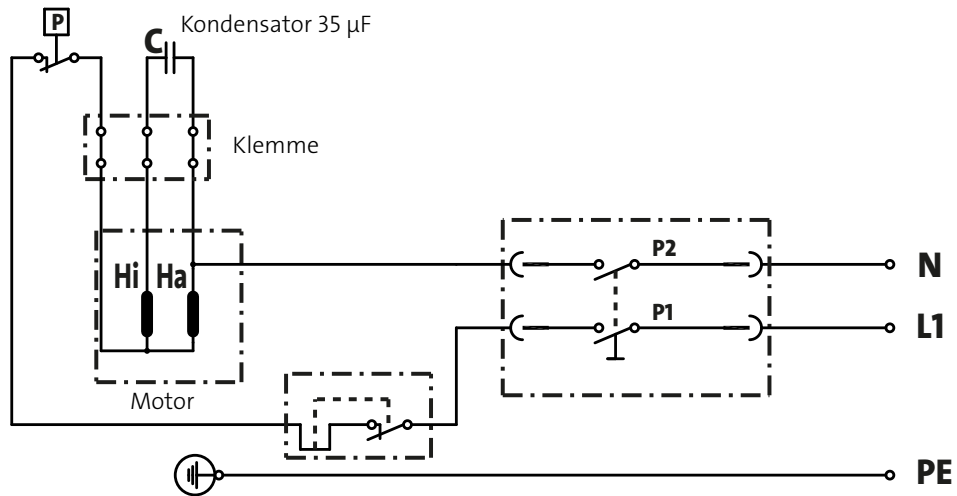 P
C
Kondensator 35 µF
Klemme
Hi Ha
P2
N
P1
L1
Motor
PE